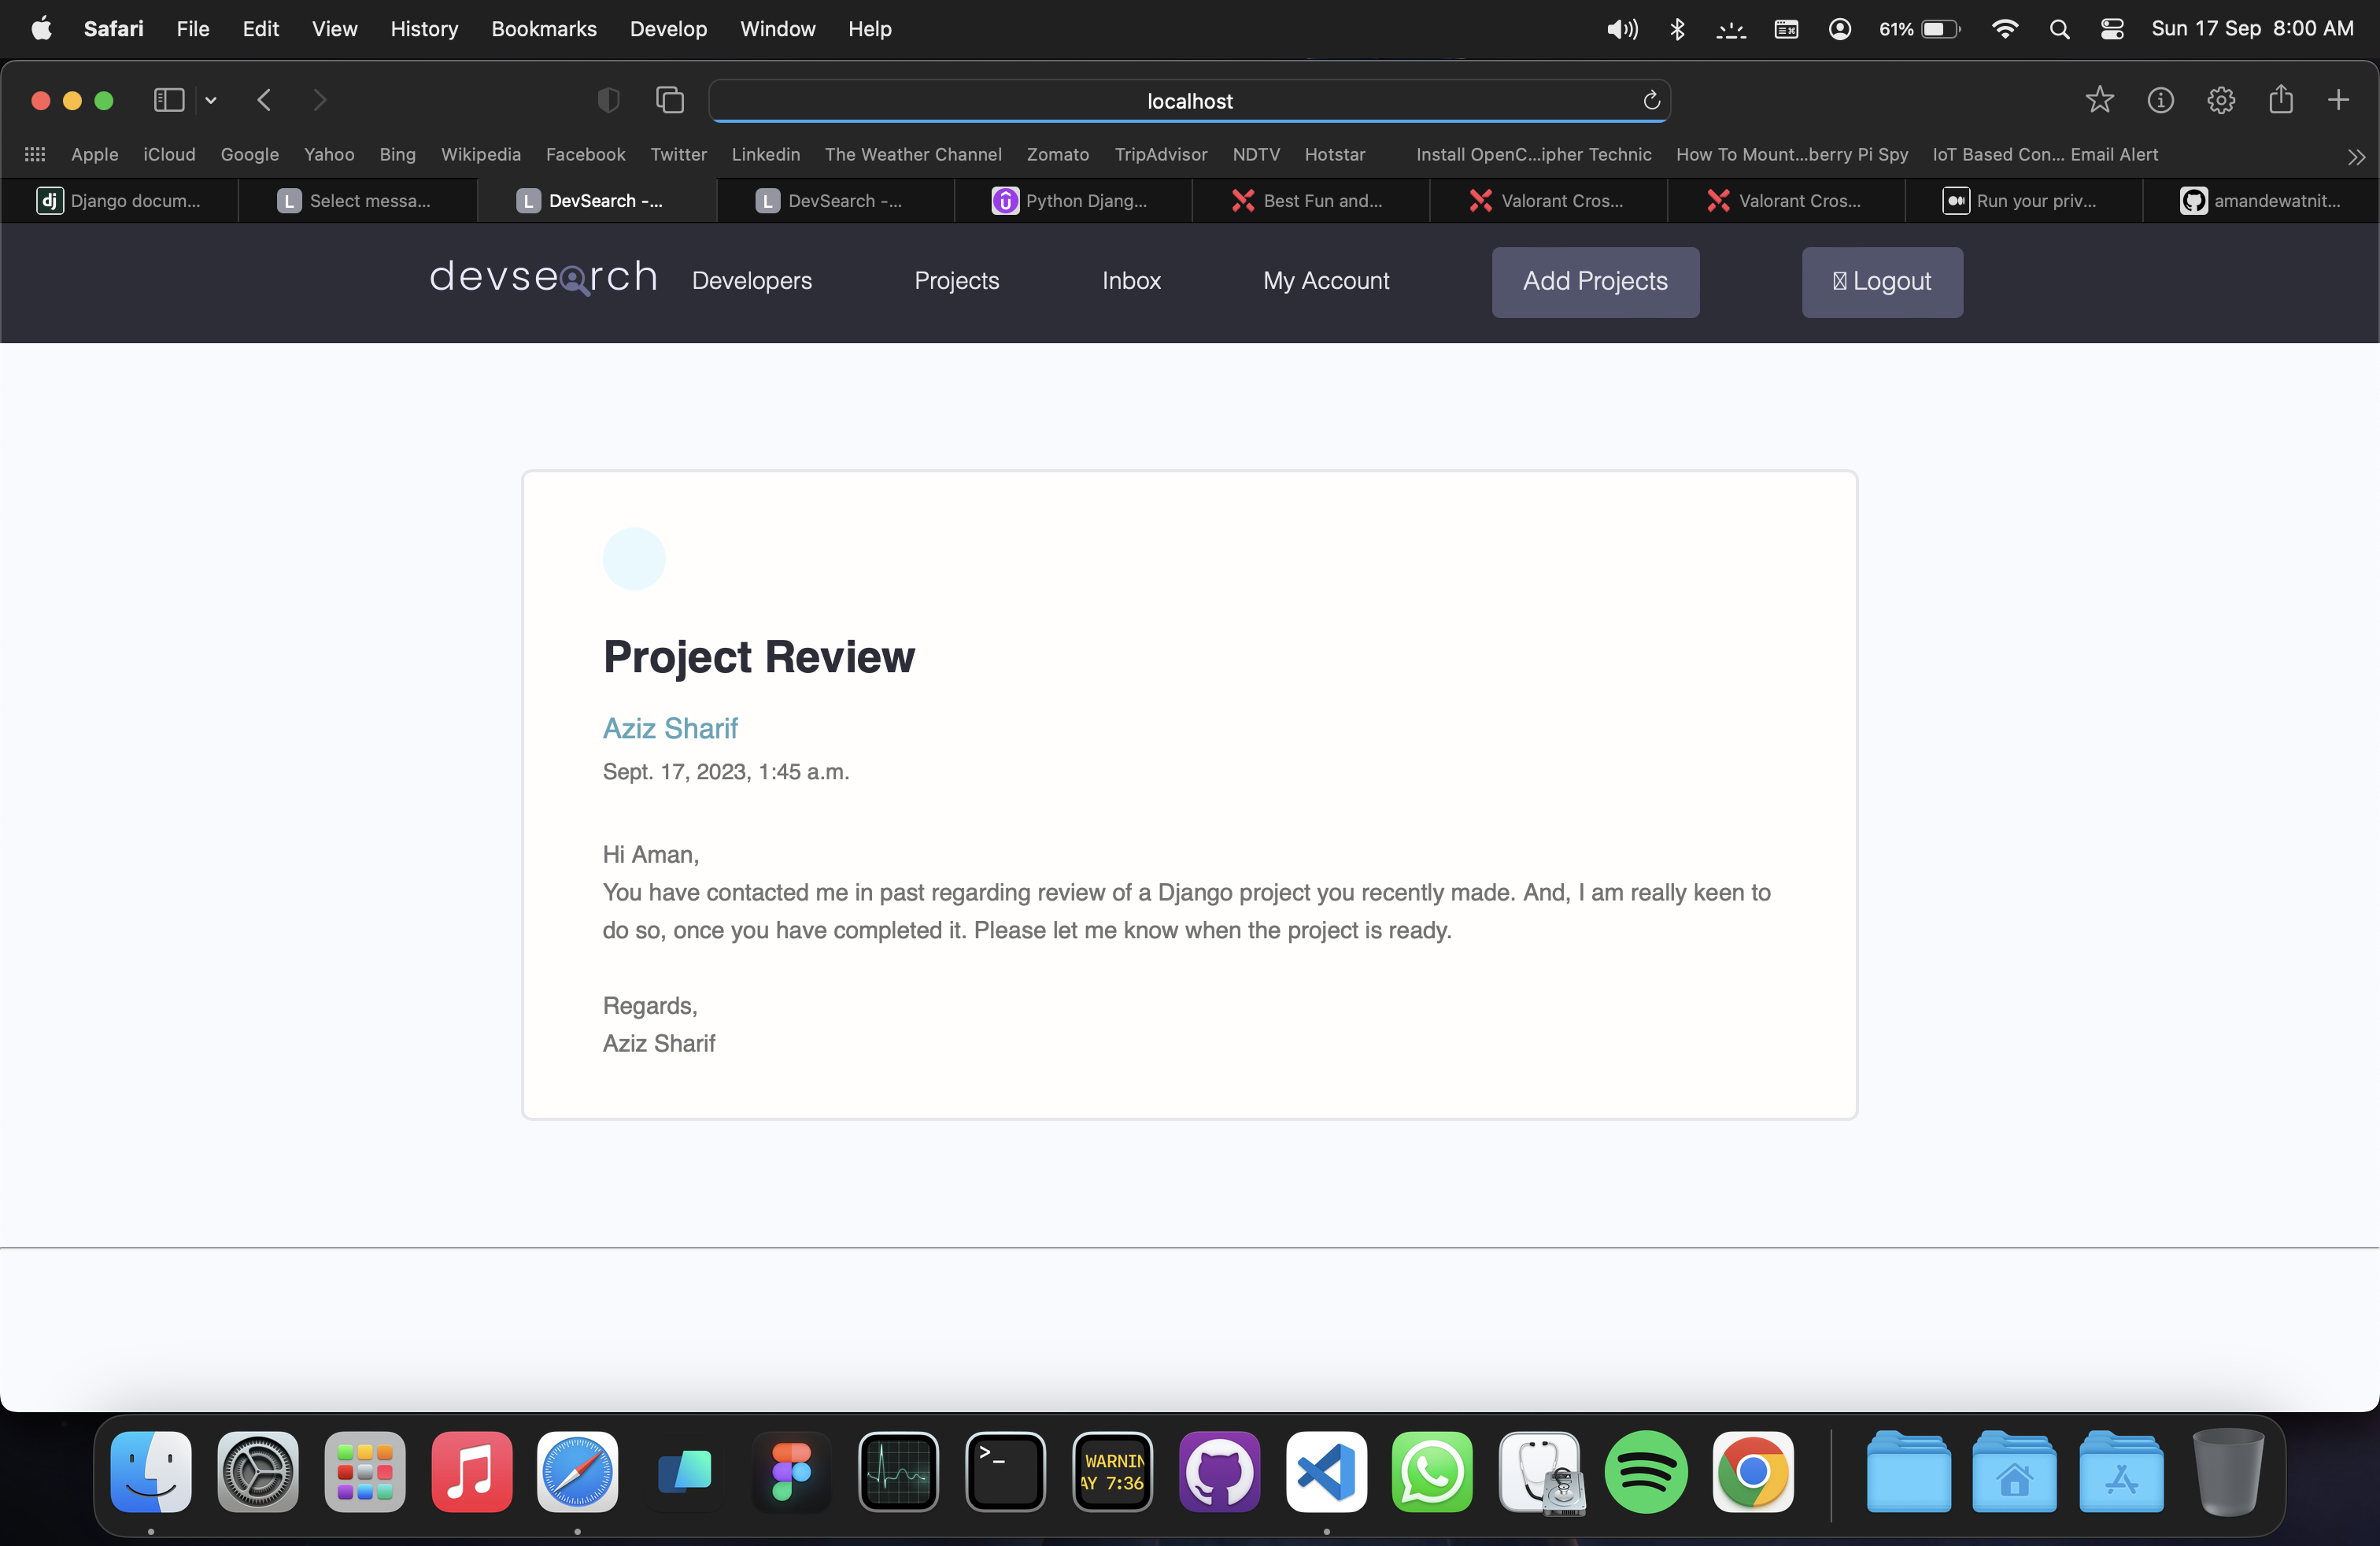 Safari File Edit View History Bookmarks Develop Window Help 61% Sun 17 Sep 8:00 AM
localhost
Apple iCloud Google Yahoo Bing Wikipedia Facebook Twitter Linkedin The Weather Channel Zomato TripAdvisor NDTV Hotstar Install OpenC...ipher Technic How To Mount...berry Pi Spy IoT Based Con... Email Alert
dj Django docum... L Select messa... L DevSearch -... L DevSearch -... Python Djang... Best Fun and... Valorant Cros... Valorant Cros... Run your priv... amandewatnit...
devsearch Developers Projects Inbox My Account Add Projects Logout
Project Review
Aziz Sharif
Sept. 17, 2023, 1:45 a.m.
Hi Aman,
You have contacted me in past regarding review of a Django project you recently made. And, I am really keen to
do so, once you have completed it. Please let me know when the project is ready.
Regards,
Aziz Sharif
>_
WARNIN
AY 7:36